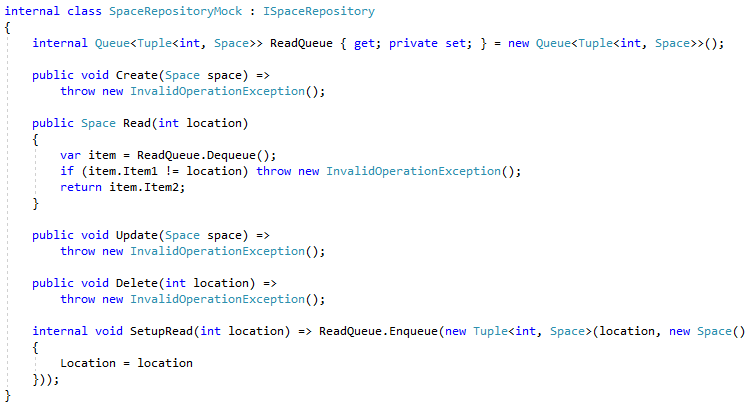 internal class SpaceRepositoryMock : ISpaceRepository
{
    internal Queue<Tuple<int, Space>> ReadQueue { get; private set; } = new Queue<Tuple<int, Space>>();

    public void Create(Space space) =>
        throw new InvalidOperationException();

    public Space Read(int location)
    {
        var item = ReadQueue.Dequeue();
        if (item.Item1 != location) throw new InvalidOperationException();
        return item.Item2;
    }

    public void Update(Space space) =>
        throw new InvalidOperationException();

    public void Delete(int location) =>
        throw new InvalidOperationException();

    internal void SetupRead(int location) => ReadQueue.Enqueue(new Tuple<int, Space>(location, new Space()
    {
        Location = location
    }));
}